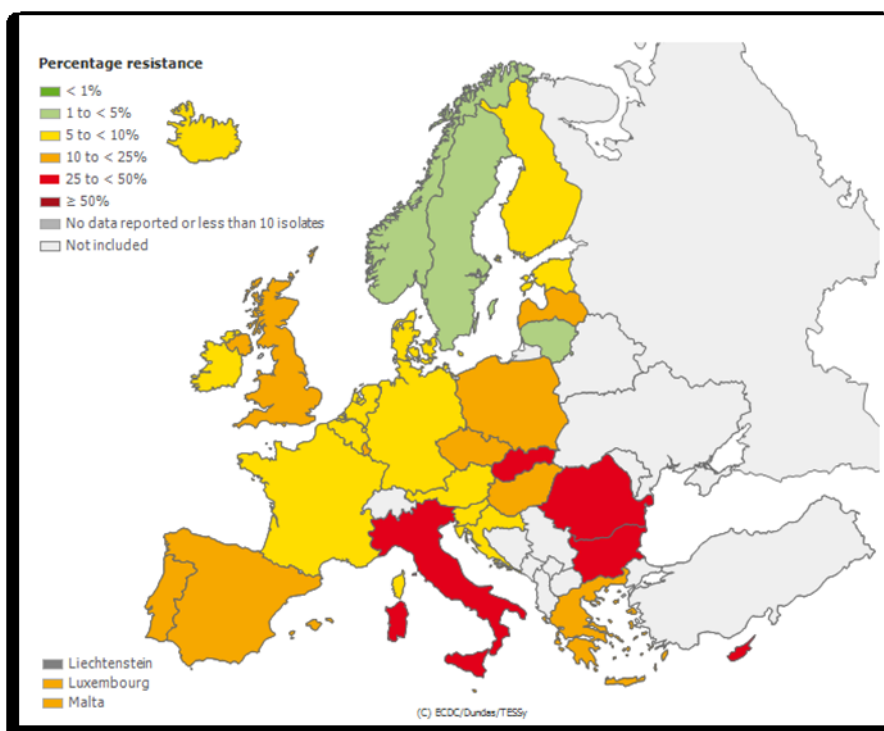 Percentage resistance
< 1%
1 to < 5%
5 to < 10%
10 to < 25%
25 to < 50%
≥ 50%
No data reported or less than 10 isolates
Not included
Liechtenstein
Luxembourg
Malta
(C) ECDC/Dundas/TESSy